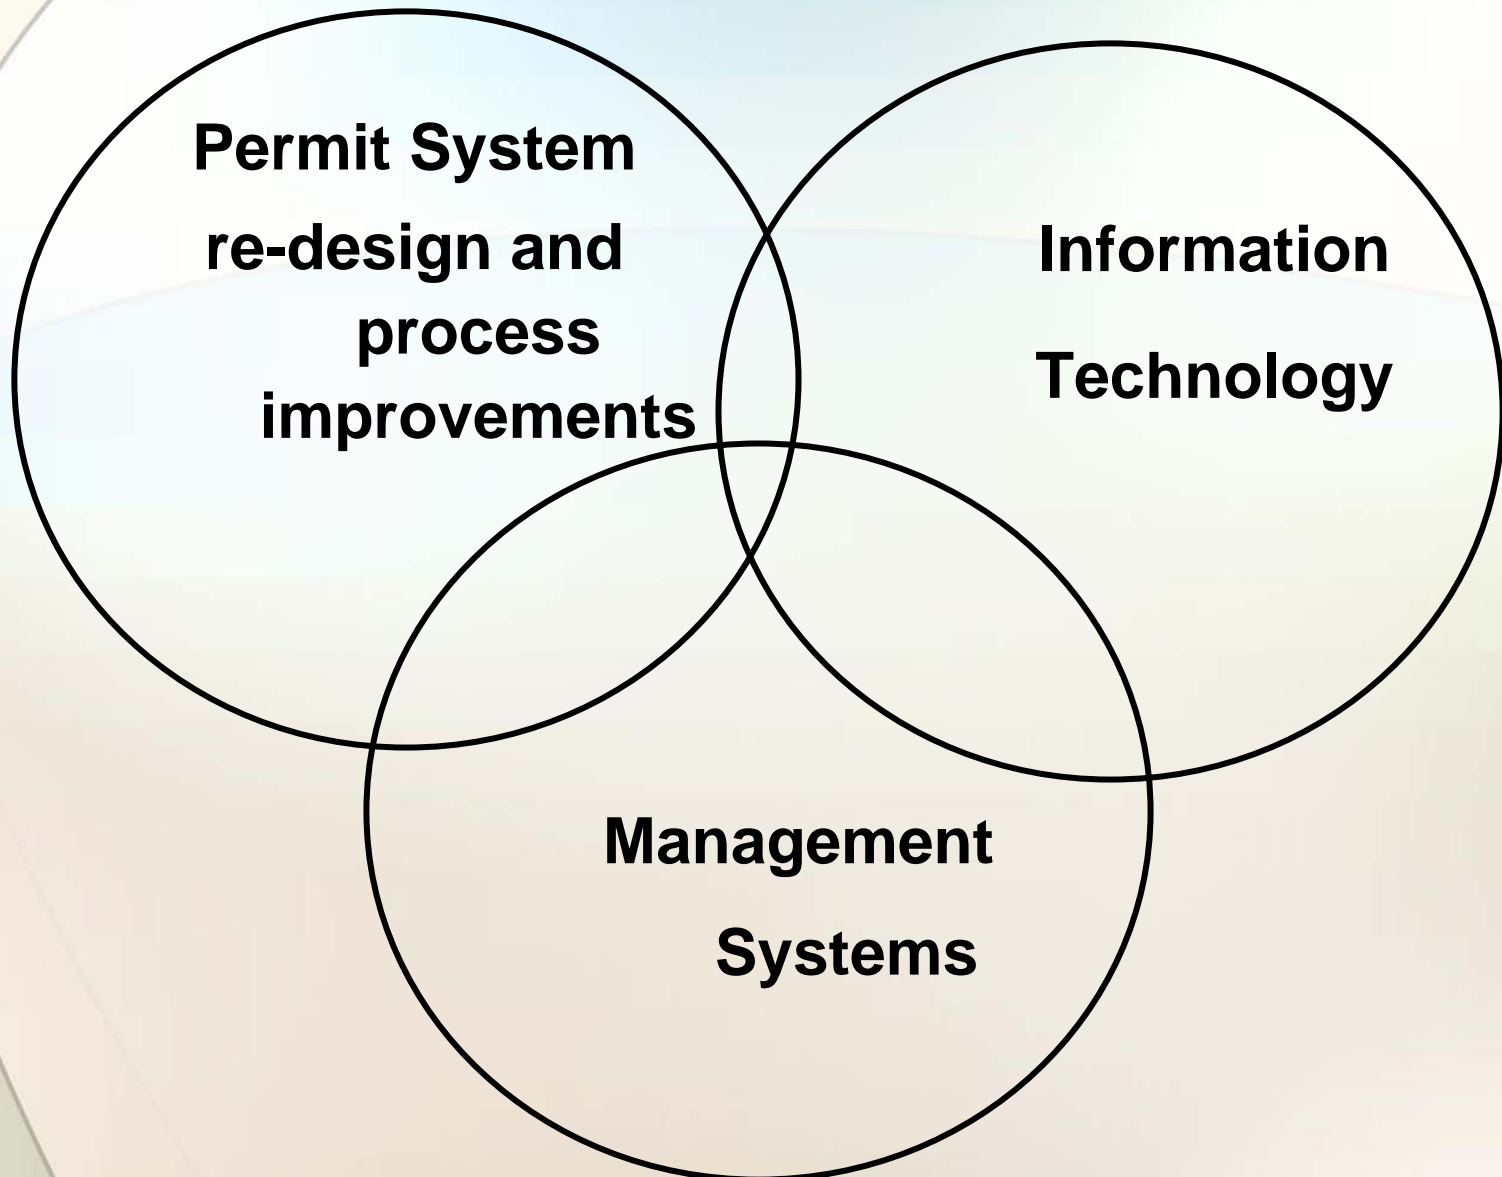 Permit System
re-design and
process
improvements
Information
Technology
Management
Systems